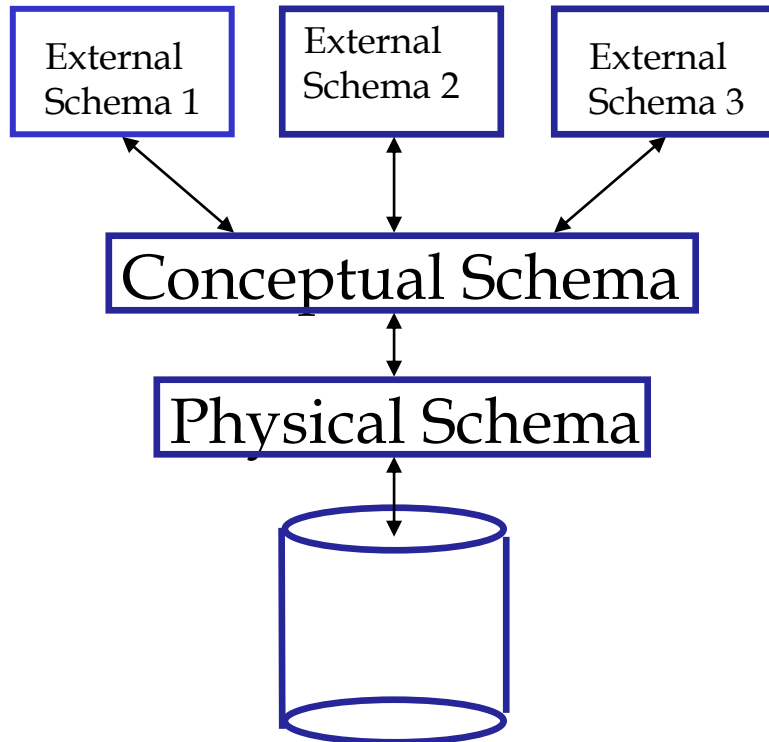 External
Schema 1
External
Schema 2
External
Schema 3
Conceptual Schema
Physical Schema